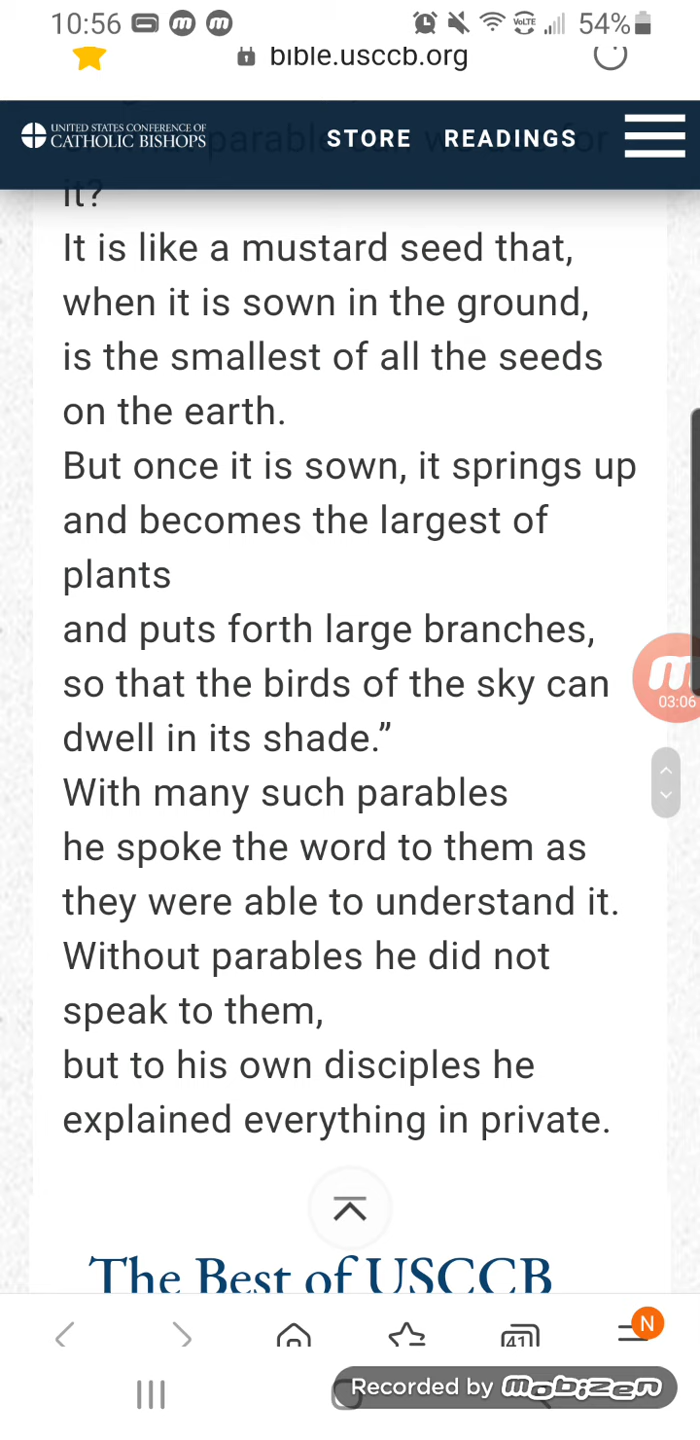 10:56
VoLTE
54%
bible.usccb.org
UNITED STATES CONFERENCE OF
CATHOLIC BISHOPS
STORE READINGS
it?
It is like a mustard seed that,
when it is sown in the ground,
is the smallest of all the seeds
on the earth.
But once it is sown, it springs up
and becomes the largest of
plants
and puts forth large branches,
so that the birds of the sky can
dwell in its shade.”
With many such parables
he spoke the word to them as
they were able to understand it.
Without parables he did not
speak to them,
but to his own disciples he
explained everything in private.
03:06
The Best of USCCB
41
N
Recorded by mobizen